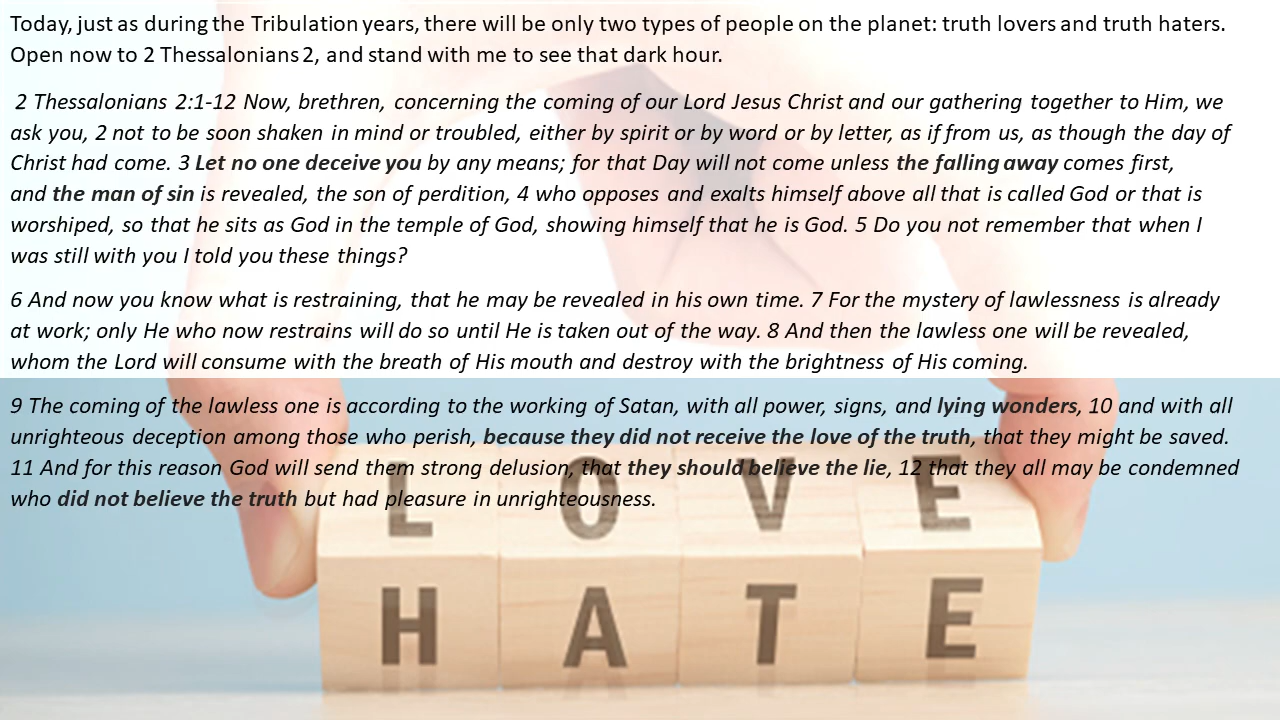 Today, just as during the Tribulation years, there will be only two types of people on the planet: truth lovers and truth haters.
Open now to 2 Thessalonians 2, and stand with me to see that dark hour.
2 Thessalonians 2:1-12 Now, brethren, concerning the coming of our Lord Jesus Christ and our gathering together to Him, we
ask you, 2 not to be soon shaken in mind or troubled, either by spirit or by word or by letter, as if from us, as though the day of
Christ had come. 3 Let no one deceive you by any means; for that Day will not come unless the falling away comes first,
and the man of sin is revealed, the son of perdition, 4 who opposes and exalts himself above all that is called God or that is
worshiped, so that he sits as God in the temple of God, showing himself that he is God. 5 Do you not remember that when I
was still with you I told you these things?
6 And now you know what is restraining, that he may be revealed in his own time. 7 For the mystery of lawlessness is already
at work; only He who now restrains will do so until He is taken out of the way. 8 And then the lawless one will be revealed,
whom the Lord will consume with the breath of His mouth and destroy with the brightness of His coming.
9 The coming of the lawless one is according to the working of Satan, with all power, signs, and lying wonders, 10 and with all
unrighteous deception among those who perish, because they did not receive the love of the truth, that they might be saved.
11 And for this reason God will send them strong delusion, that they should believe the lie, 12 that they all may be condemned
who did not believe the truth but had pleasure in unrighteousness.
LOVE
HATE